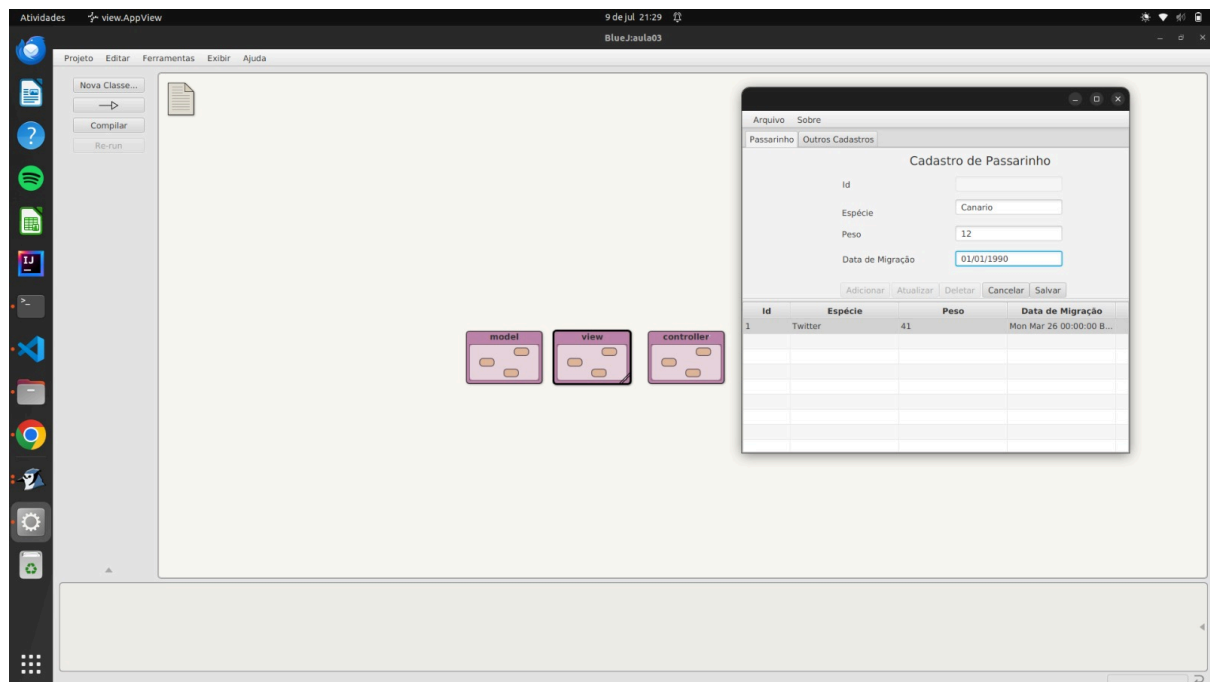 Atividades view.AppView 9 de jul 21:29
BlueJ:aula03
Projeto Editar Ferramentas Exibir Ajuda
Nova Classe...
Compilar
Re-run
model view controller
Arquivo Sobre
Passarinho Outros Cadastros
Cadastro de Passarinho
Id
Espécie Canario
Peso 12
Data de Migração 01/01/1990
Adicionar Atualizar Deletar Cancelar Salvar
Id Espécie Peso Data de Migração
1 Twitter 41 Mon Mar 26 00:00:00 B...